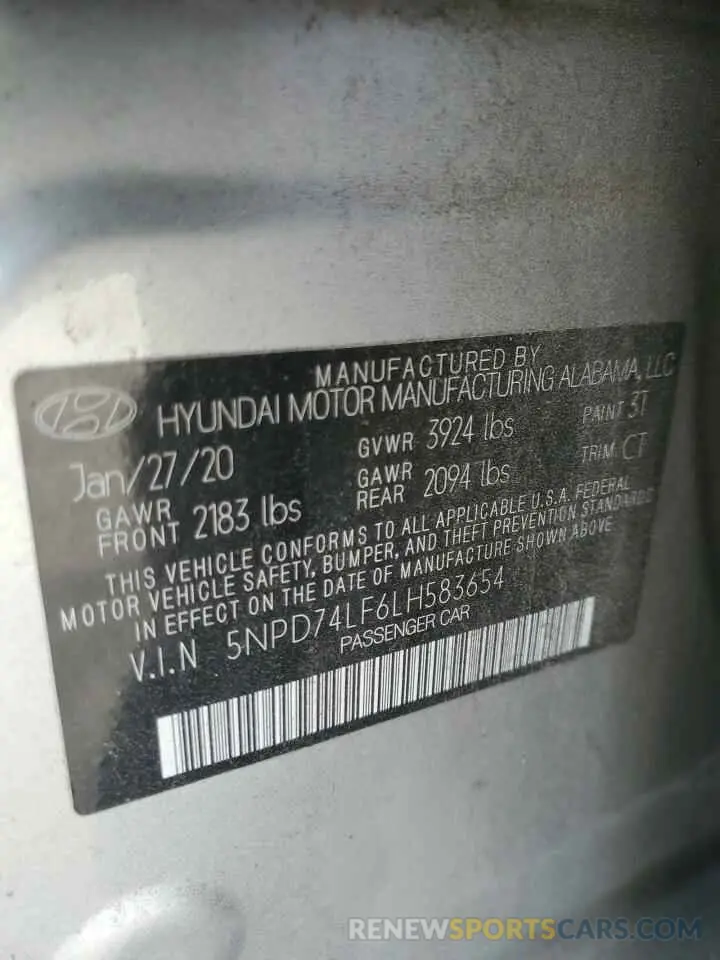 MANUFACTURED BY
HYUNDAI MOTOR MANUFACTURING ALABAMA, LLC
Jan/27/20 GVWR 3924 lbs PAINT 3T
GAWR FRONT 2183 lbs GAWR REAR 2094 lbs TRIM CT
THIS VEHICLE CONFORMS TO ALL APPLICABLE U.S.A. FEDERAL
MOTOR VEHICLE SAFETY, BUMPER, AND THEFT PREVENTION STANDARDS
IN EFFECT ON THE DATE OF MANUFACTURE SHOWN ABOVE.
V.I.N 5NPD74LF6LH583654
PASSENGER CAR
RENEWSPORTSCARS.COM